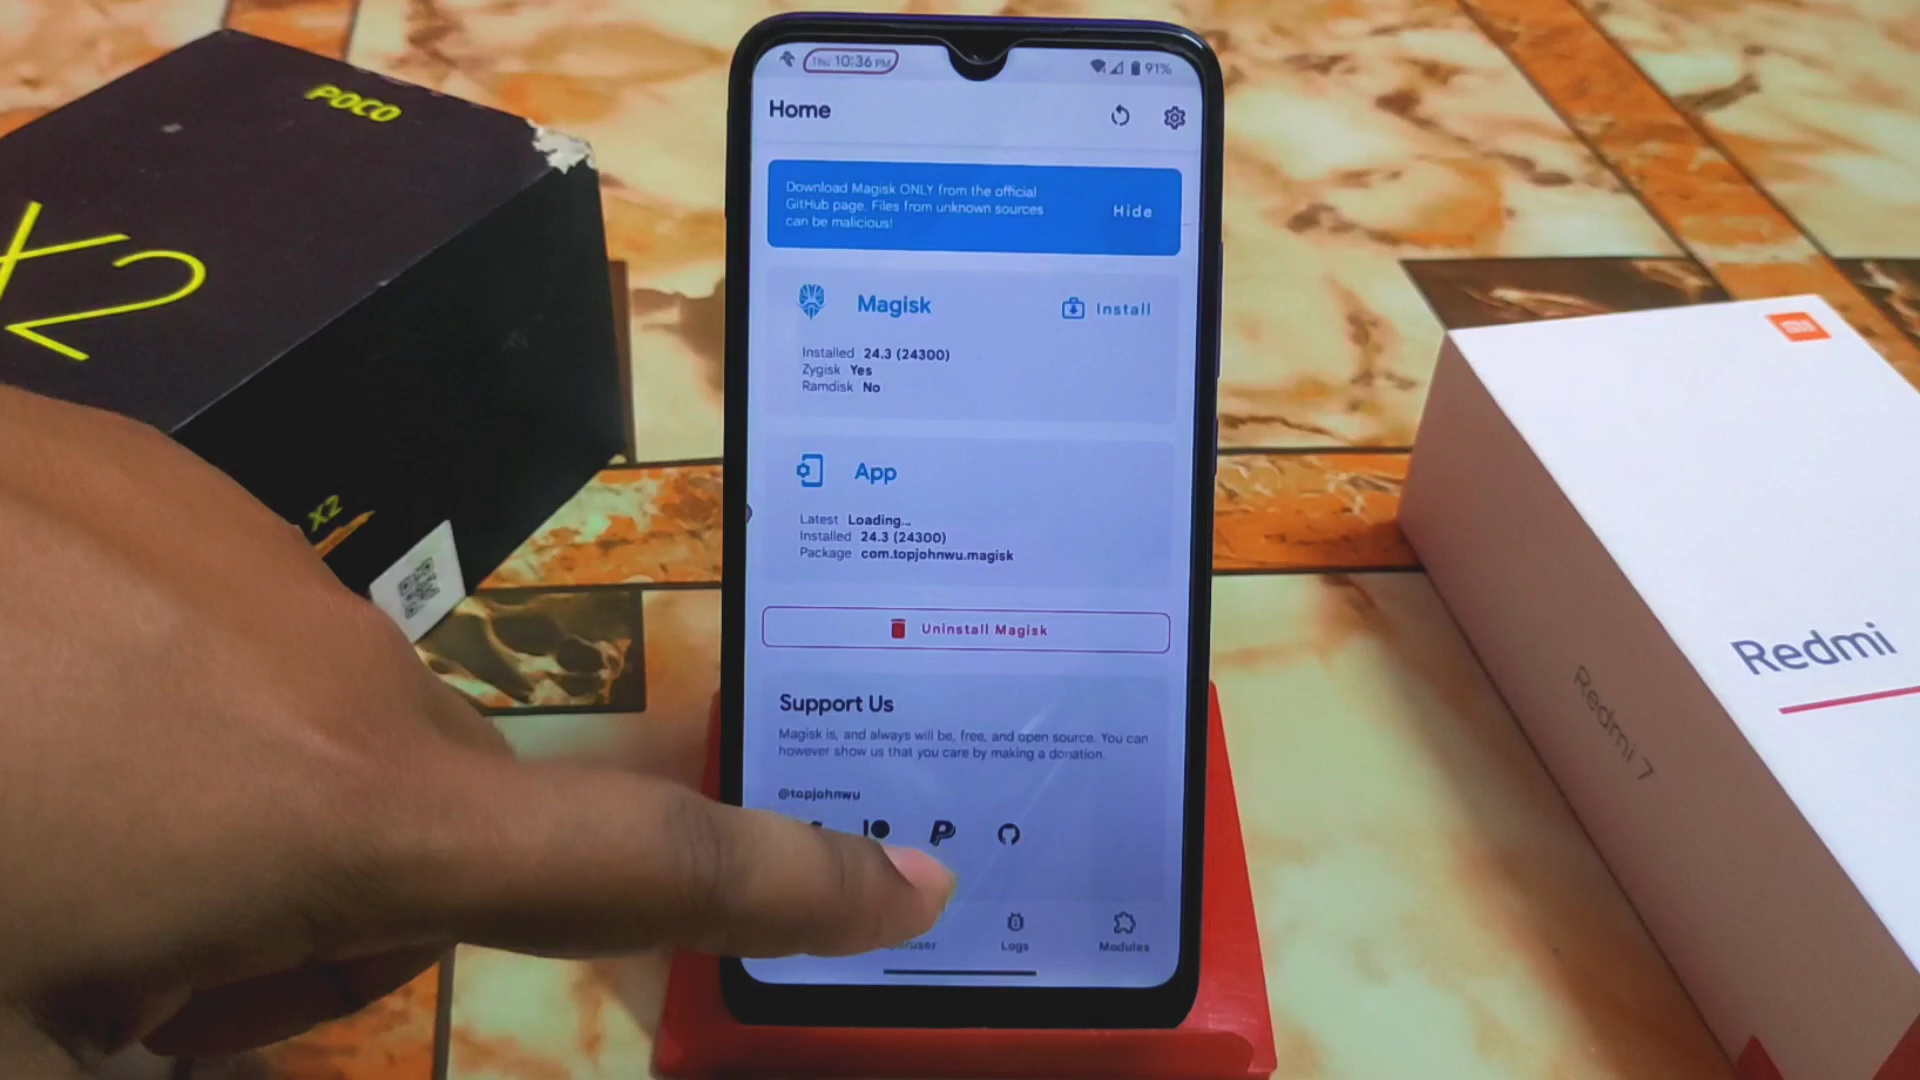 POCO
X2
X2
Thu 10:36 PM
91%
Home
Download Magisk ONLY from the official
GitHub page. Files from unknown sources
can be malicious!
Hide
Magisk
Install
Installed 24.3 (24300)
Zygisk Yes
Ramdisk No
App
Latest Loading...
Installed 24.3 (24300)
Package com.topjohnwu.magisk
Uninstall Magisk
Support Us
Magisk is, and always will be, free, and open source. You can
however show us that you care by making a donation.
@topjohnwu
Logs
Modules
Redmi
Redmi 7